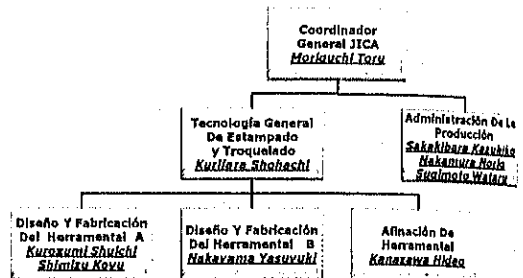 Coordinador
General JICA
Moriguchi Toru
Tecnología General
De Estampado
y Troquelado
Kurilara Shohachi
Administración De La
Producción
Sakakibara Kazuhiko
Nakamura Norio
Sugimoto Wataru
Diseño Y Fabricación
Del Herramental A
Kurozumi Shuichi
Shimizu Koyu
Diseño Y Fabricación
Del Herramental B
Nakayama Yasuyuki
Afinación De
Herramental
Kanazawa Hideo